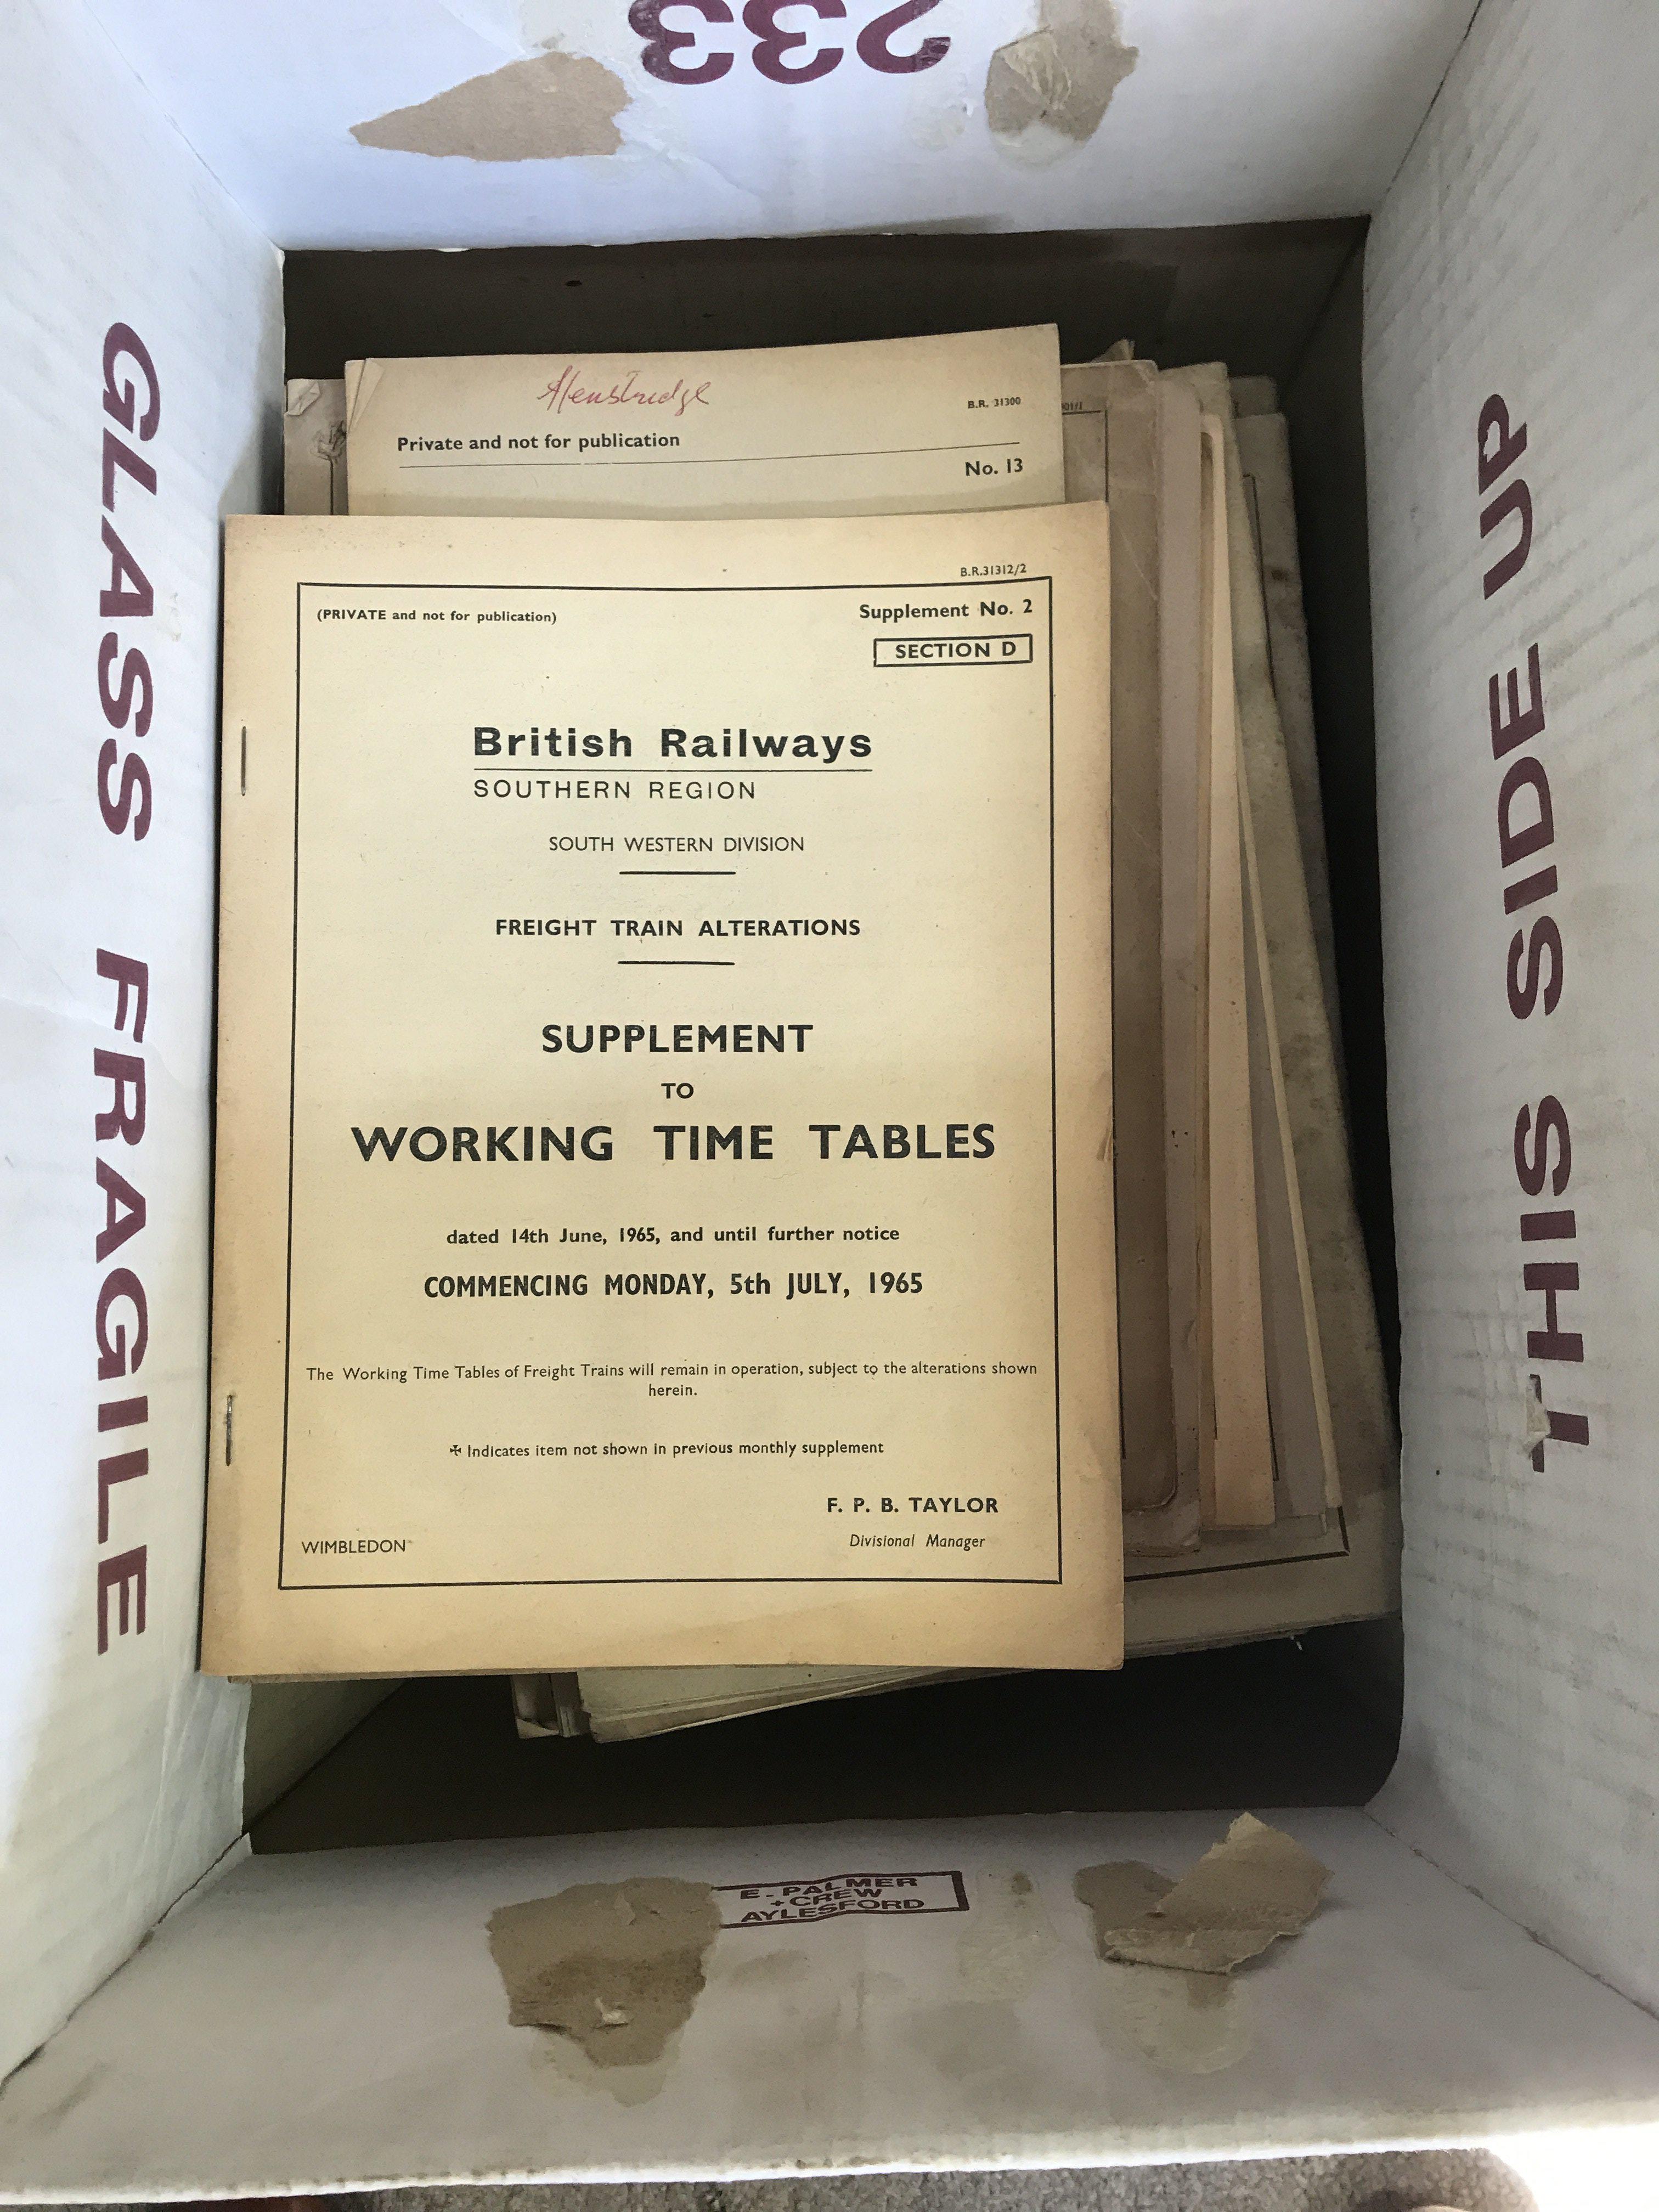 233
GLASS FRAGILE
THIS SIDE UP
Henstridge
B.R. 31300
Private and not for publication
No. 13
B.R.31312/2
(PRIVATE and not for publication)
Supplement No. 2
SECTION D
British Railways
SOUTHERN REGION
SOUTH WESTERN DIVISION
FREIGHT TRAIN ALTERATIONS
SUPPLEMENT
TO
WORKING TIME TABLES
dated 14th June, 1965, and until further notice
COMMENCING MONDAY, 5th JULY, 1965
The Working Time Tables of Freight Trains will remain in operation, subject to the alterations shown
herein.
✠ Indicates item not shown in previous monthly supplement
F. P. B. TAYLOR
Divisional Manager
WIMBLEDON
E. PALMER
+ CREW
AYLESFORD